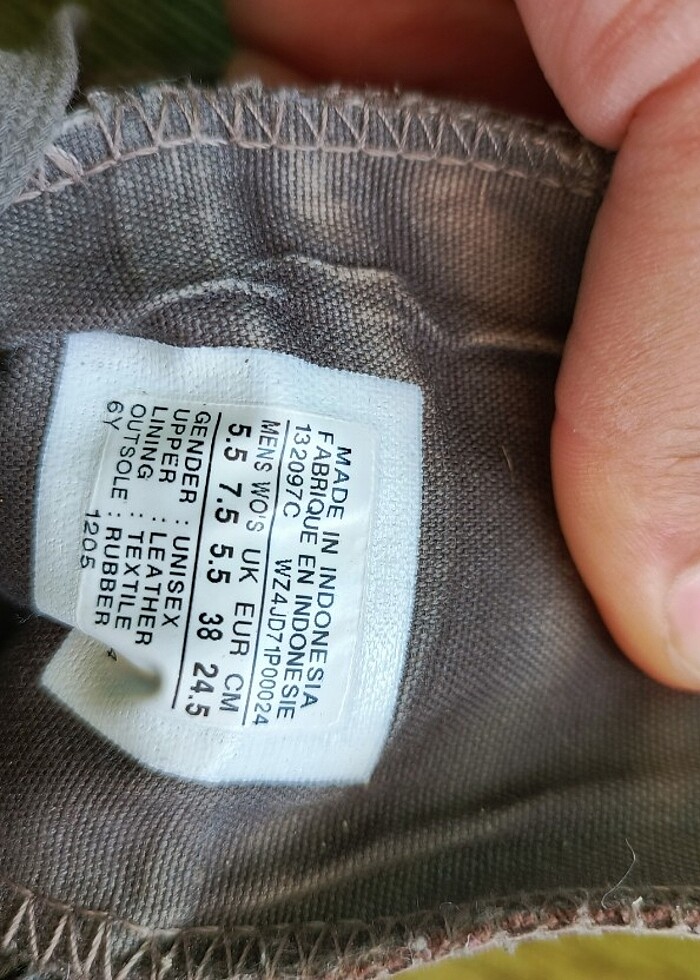 MADE IN INDONESIA
FABRIQUE EN INDONESIE
132097C WZ4JD71P00024
MENS WO'S UK EUR CM
5.5 7.5 5.5 38 24.5
GENDER : UNISEX
UPPER : LEATHER
LINING : TEXTILE
OUTSOLE : RUBBER
6Y 1205 4